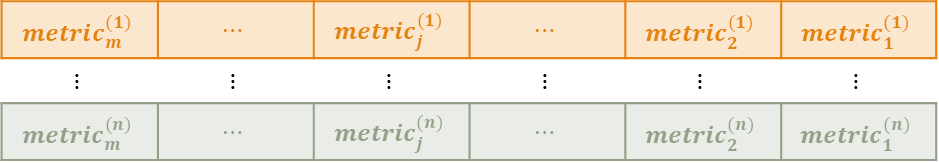 metric_m^(1) ... metric_j^(1) ... metric_2^(1) metric_1^(1)
⋮ ⋮ ⋮ ⋮ ⋮ ⋮
metric_m^(n) ... metric_j^(n) ... metric_2^(n) metric_1^(n)